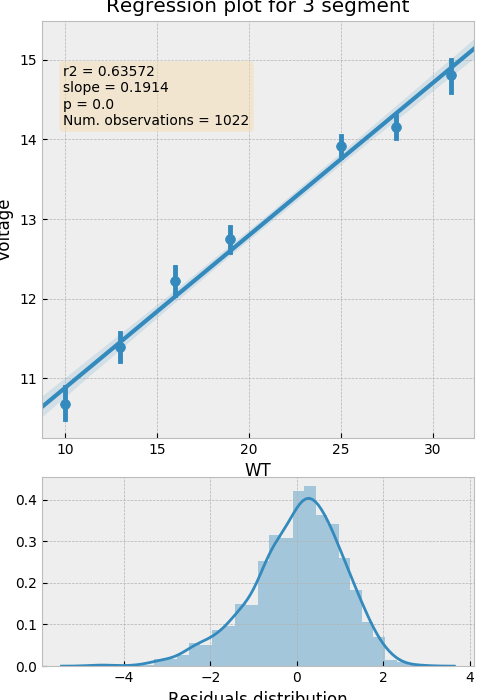 Regression plot for 3 segment
15
14
13
12
11
r2 = 0.63572
slope = 0.1914
p = 0.0
Num. observations = 1022
Voltage
10 15 20 25 30
WT
0.4
0.3
0.2
0.1
0.0
−4 −2 0 2 4
Residuals distribution